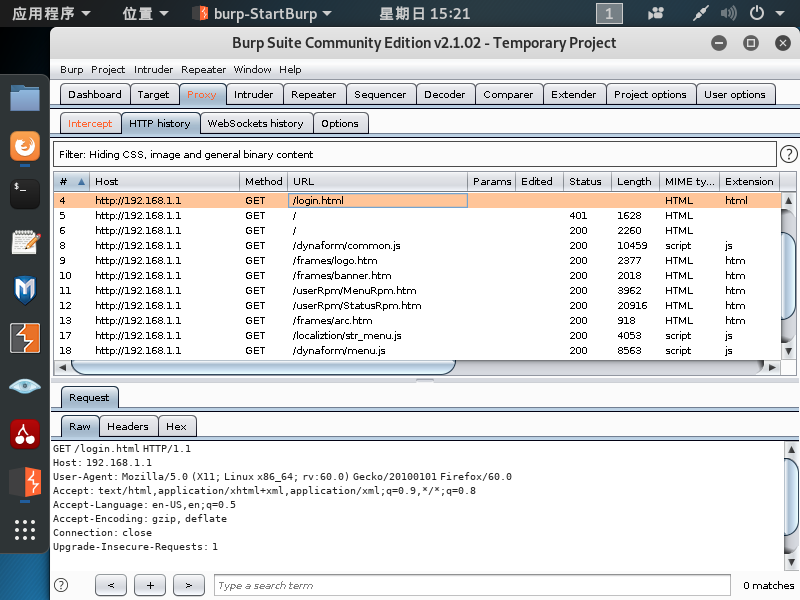 应用程序 位置 burp-StartBurp 星期日 15:21 1
Burp Suite Community Edition v2.1.02 - Temporary Project
Burp Project Intruder Repeater Window Help
Dashboard Target Proxy Intruder Repeater Sequencer Decoder Comparer Extender Project options User options
Intercept HTTP history WebSockets history Options
Filter: Hiding CSS, image and general binary content
# Host Method URL Params Edited Status Length MIME ty... Extension
4 http://192.168.1.1 GET /login.html HTML html
5 http://192.168.1.1 GET / 401 1628 HTML
6 http://192.168.1.1 GET / 200 2260 HTML
8 http://192.168.1.1 GET /dynaform/common.js 200 10459 script js
9 http://192.168.1.1 GET /frames/logo.htm 200 2377 HTML htm
10 http://192.168.1.1 GET /frames/banner.htm 200 2018 HTML htm
11 http://192.168.1.1 GET /userRpm/MenuRpm.htm 200 3962 HTML htm
12 http://192.168.1.1 GET /userRpm/StatusRpm.htm 200 20916 HTML htm
13 http://192.168.1.1 GET /frames/arc.htm 200 918 HTML htm
17 http://192.168.1.1 GET /localiztion/str_menu.js 200 4053 script js
18 http://192.168.1.1 GET /dynaform/menu.js 200 8563 script js
Request
Raw Headers Hex
GET /login.html HTTP/1.1
Host: 192.168.1.1
User-Agent: Mozilla/5.0 (X11; Linux x86_64; rv:60.0) Gecko/20100101 Firefox/60.0
Accept: text/html,application/xhtml+xml,application/xml;q=0.9,*/*;q=0.8
Accept-Language: en-US,en;q=0.5
Accept-Encoding: gzip, deflate
Connection: close
Upgrade-Insecure-Requests: 1
? < + > Type a search term 0 matches